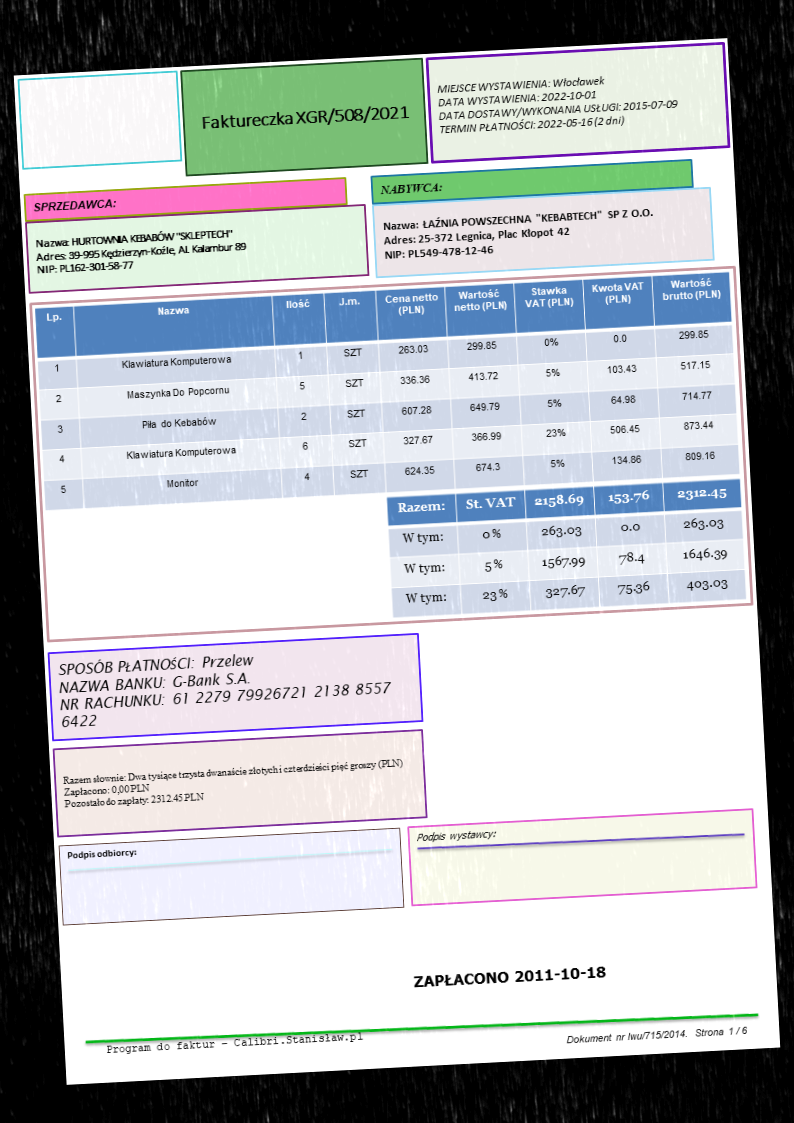 Faktureczka XGR/508/2021
MIEJSCE WYSTAWIENIA: Włocławek
DATA WYSTAWIENIA: 2022-10-01
DATA DOSTAWY/WYKONANIA USŁUGI: 2015-07-09
TERMIN PŁATNOŚCI: 2022-05-16 (2 dni)
SPRZEDAWCA:
Nazwa: HURTOWNIA KEBABÓW "SKLEPTECH"
Adres: 39-995 Kędzierzyn-Koźle, Al. Kalambur 89
NIP: PL162-301-58-77
NABYWCA:
Nazwa: ŁAŹNIA POWSZECHNA "KEBABTECH" SP Z O.O.
Adres: 25-372 Legnica, Plac Kłopot 42
NIP: PL549-478-12-46
Lp. Nazwa Ilość J.m. Cena netto (PLN) Wartość netto (PLN) Stawka VAT (PLN) Kwota VAT (PLN) Wartość brutto (PLN)
1 Klawiatura Komputerowa 1 SZT 263.03 299.85 0% 0.0 299.85
2 Maszynka Do Popcornu 5 SZT 336.36 413.72 5% 103.43 517.15
3 Piła do Kebabów 2 SZT 607.28 649.79 5% 64.98 714.77
4 Klawiatura Komputerowa 6 SZT 327.67 366.99 23% 506.45 873.44
5 Monitor 4 SZT 624.35 674.3 5% 134.86 809.16
Razem: St. VAT 2158.69 153.76 2312.45
W tym: 0% 263.03 0.0 263.03
W tym: 5% 1567.99 78.4 1646.39
W tym: 23% 327.67 75.36 403.03
SPOSÓB PŁATNOŚCI: Przelew
NAZWA BANKU: G-Bank S.A.
NR RACHUNKU: 61 2279 79926721 2138 8557
6422
Razem słownie: Dwa tysiące trzysta dwanaście złotych i czterdzieści pięć groszy (PLN)
Zapłacono: 0,00 PLN
Pozostało do zapłaty: 2312.45 PLN
Podpis odbiorcy:
Podpis wystawcy:
ZAPŁACONO 2011-10-18
Program do faktur – Calibri.Stanisław.pl
Dokument nr lwu/715/2014. Strona 1 / 6